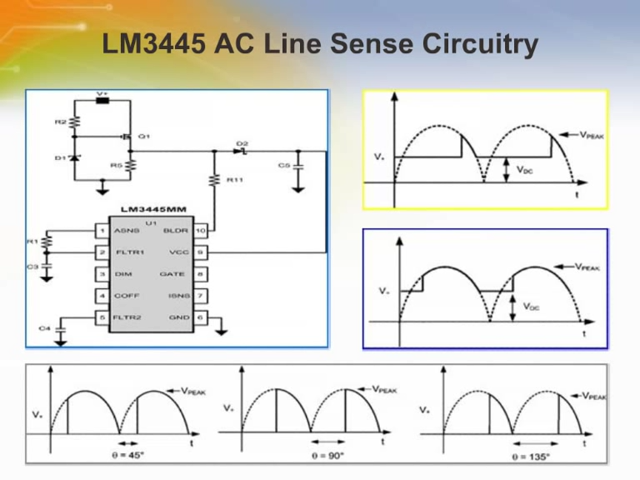 LM3445 AC Line Sense Circuitry
V+
R2
Q1
D1
R5
D2
C5
R11
LM3445MM
U1
1 ASNS BLDR 10
R1
2 FLTR1 VCC 9
C3
3 DIM GATE 8
4 COFF ISNS 7
C4
5 FLTR2 GND 6
VPEAK
V+
VDC
t
VPEAK
V+
VDC
t
VPEAK
V+
t
θ = 45°
VPEAK
V+
t
θ = 90°
VPEAK
V+
t
θ = 135°